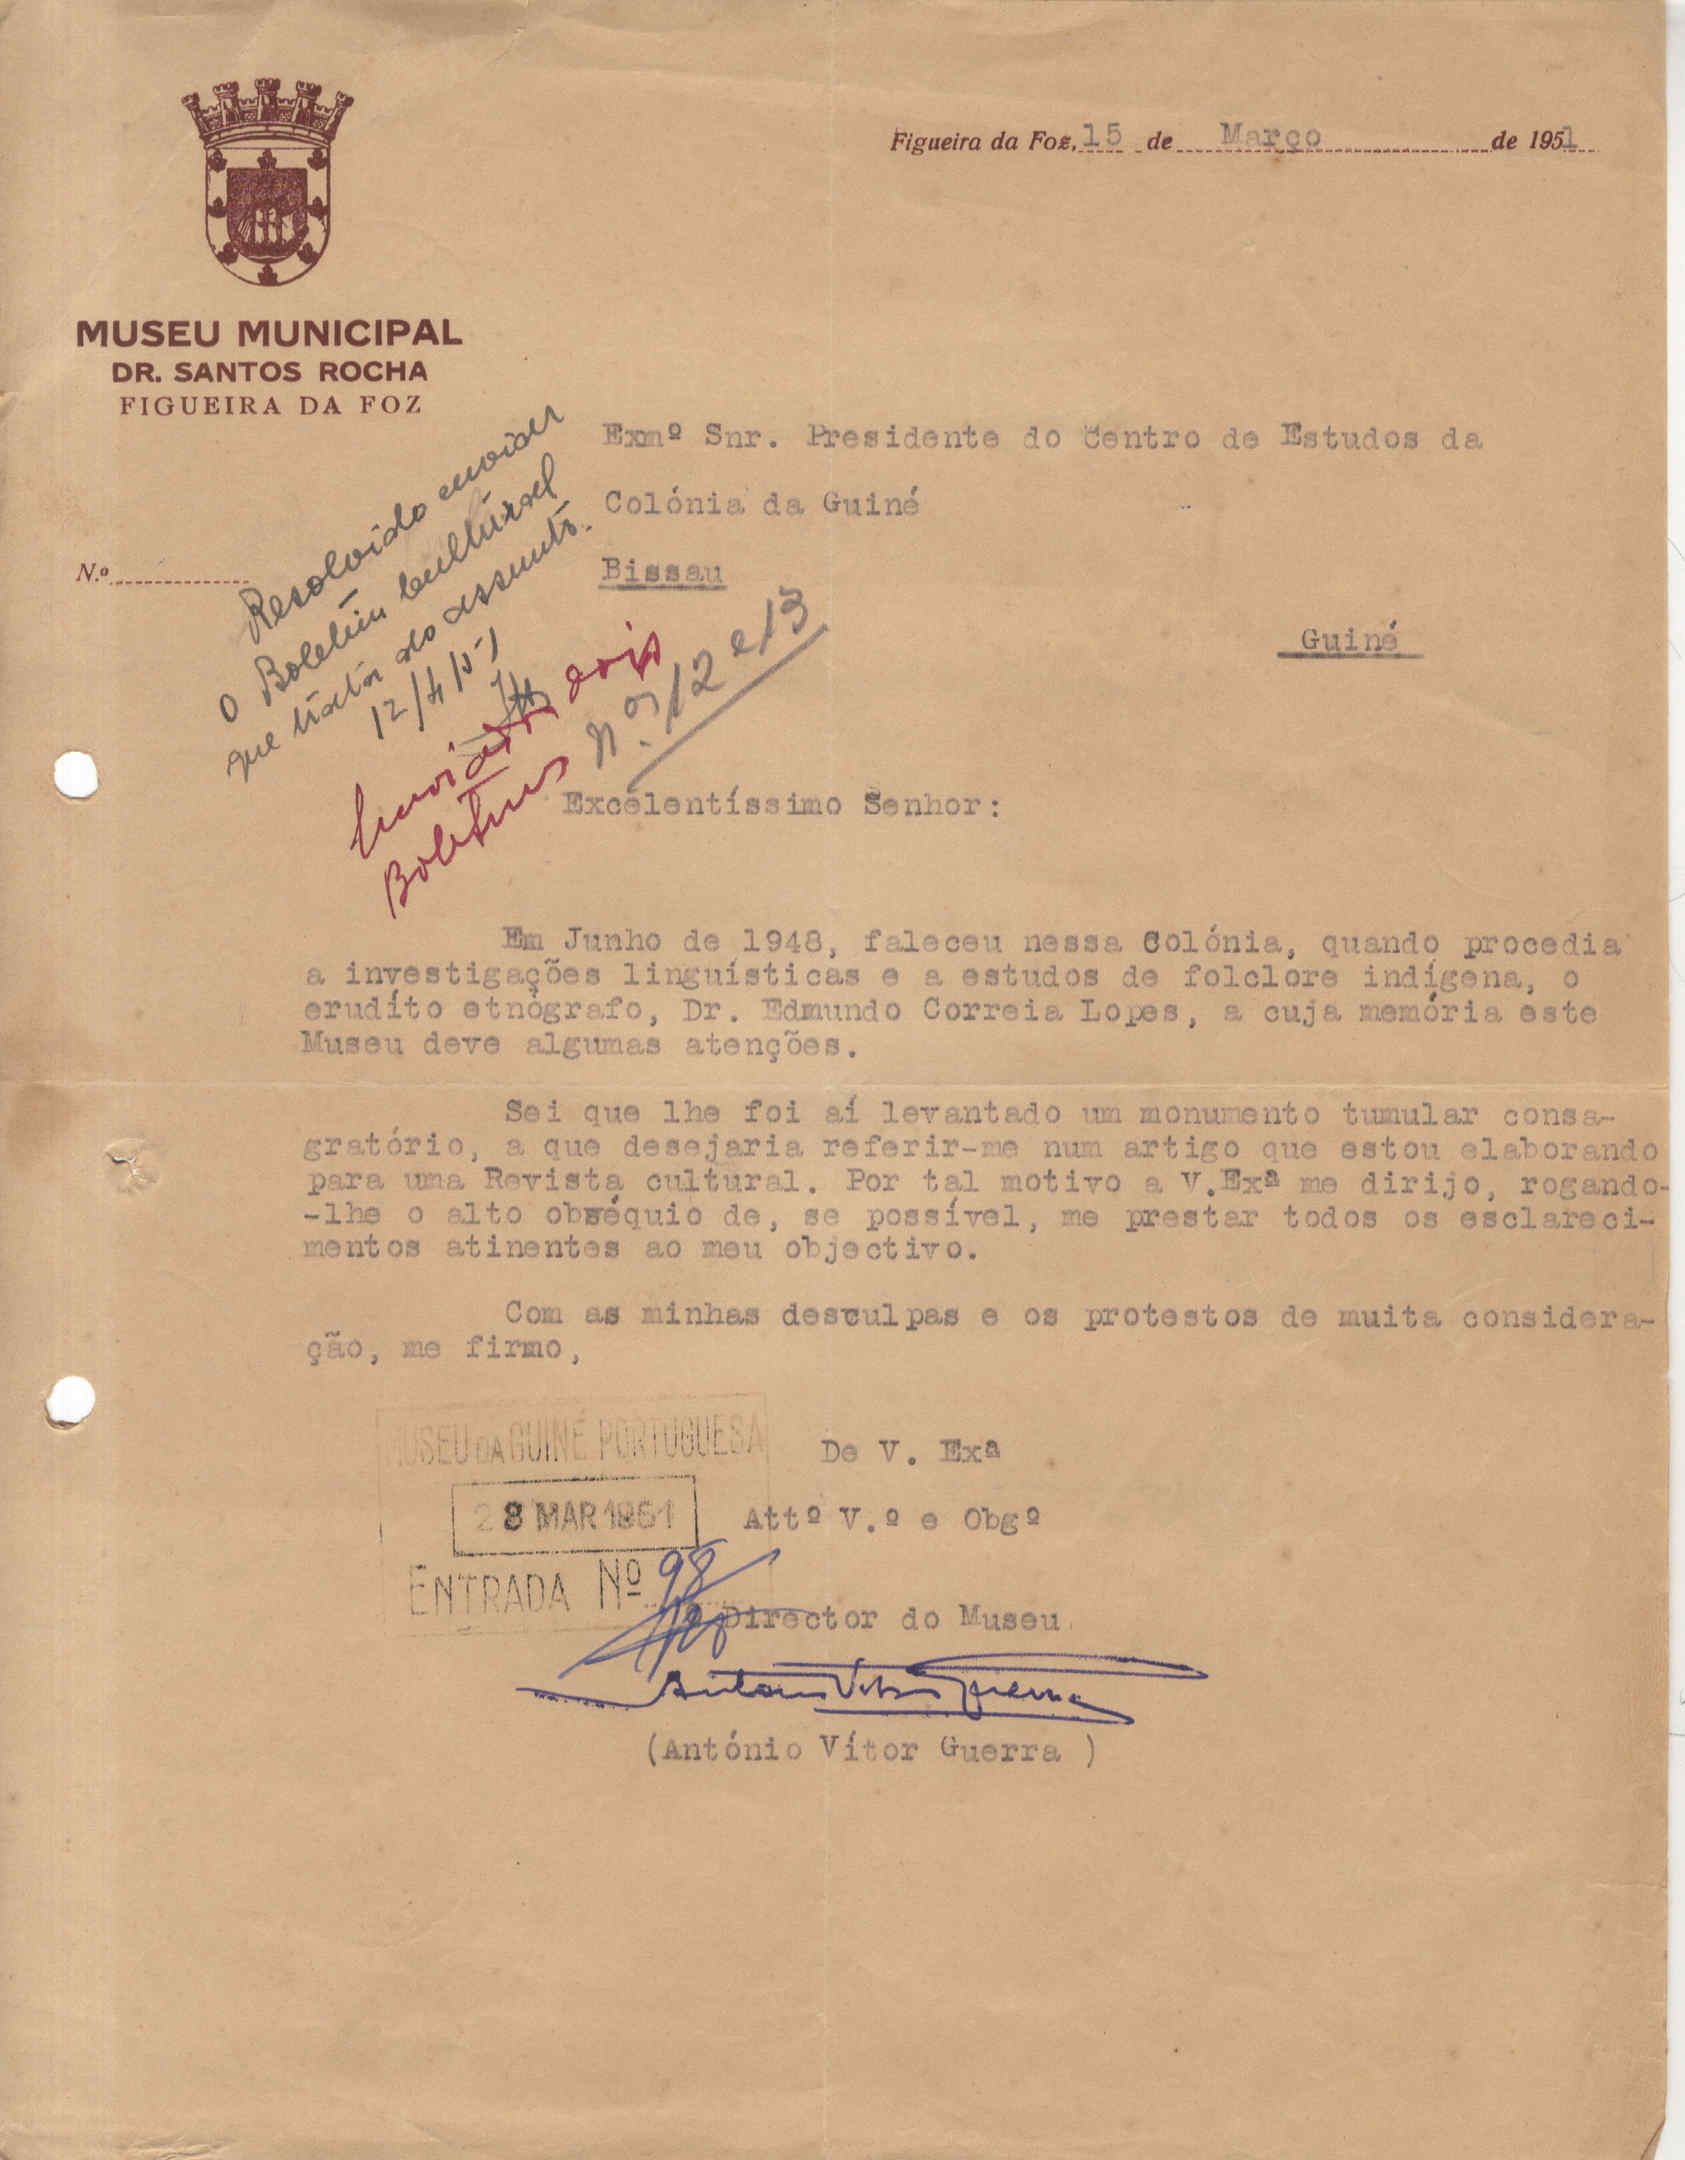 Figueira da Foz, 15 de Março de 1951
MUSEU MUNICIPAL
DR. SANTOS ROCHA
FIGUEIRA DA FOZ
Exmº Snr. Presidente do Centro de Estudos da
Colónia da Guiné
N.º
Bissau
Guiné
Resolvido enviar
o Boletim Cultural
que trata do assunto.
12/4/51
Enviar dois
Boletins nºs 12 e 13
Excelentíssimo Senhor:
Em Junho de 1948, faleceu nessa Colónia, quando procedia
a investigações linguísticas e a estudos de folclore indígena, o
erudíto etnógrafo, Dr. Edmundo Correia Lopes, a cuja memória este
Museu deve algumas atenções.
Sei que lhe foi aí levantado um monumento tumular consa-
gratório, a que desejaria referir-me num artigo que estou elaborando
para uma Revista cultural. Por tal motivo a V.Exª me dirijo, rogando-
-lhe o alto obséquio de, se possível, me prestar todos os esclareci-
mentos atinentes ao meu objectivo.
Com as minhas desculpas e os protestos de muita considera-
ção, me firmo,
MUSEU DA GUINÉ PORTUGUESA
De V. Exª
28 MAR 1951
Attº V.º e Obgº
ENTRADA Nº 98
Director do Museu
António Vítor Guerra
(António Vítor Guerra )